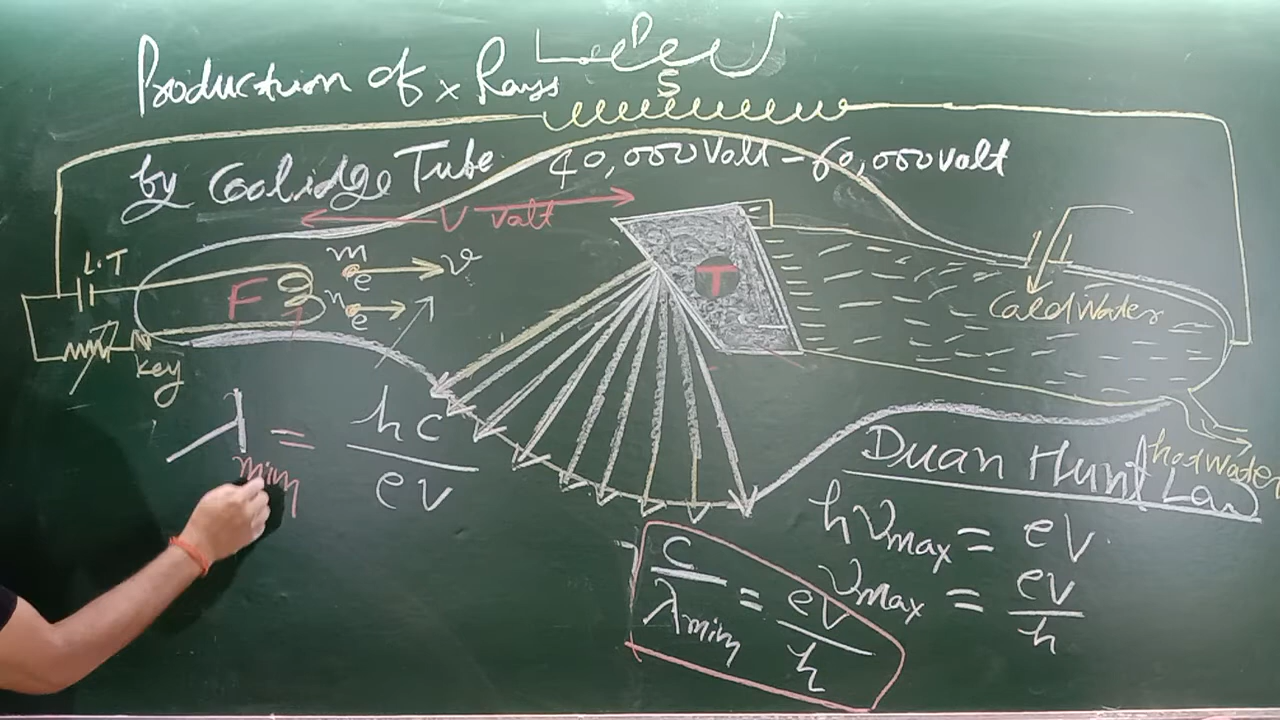 Production of x Rays
P
S
by Coolidge Tube 40,000 Volt - 60,000 volt
V Volt
L.T
F
m
e
v
m
e
T
Cold Water
key
λmin = hc / eV
hot water
Duan Hunt Law
hνmax = eV
νmax = eV / h
c / λmin = eV / h